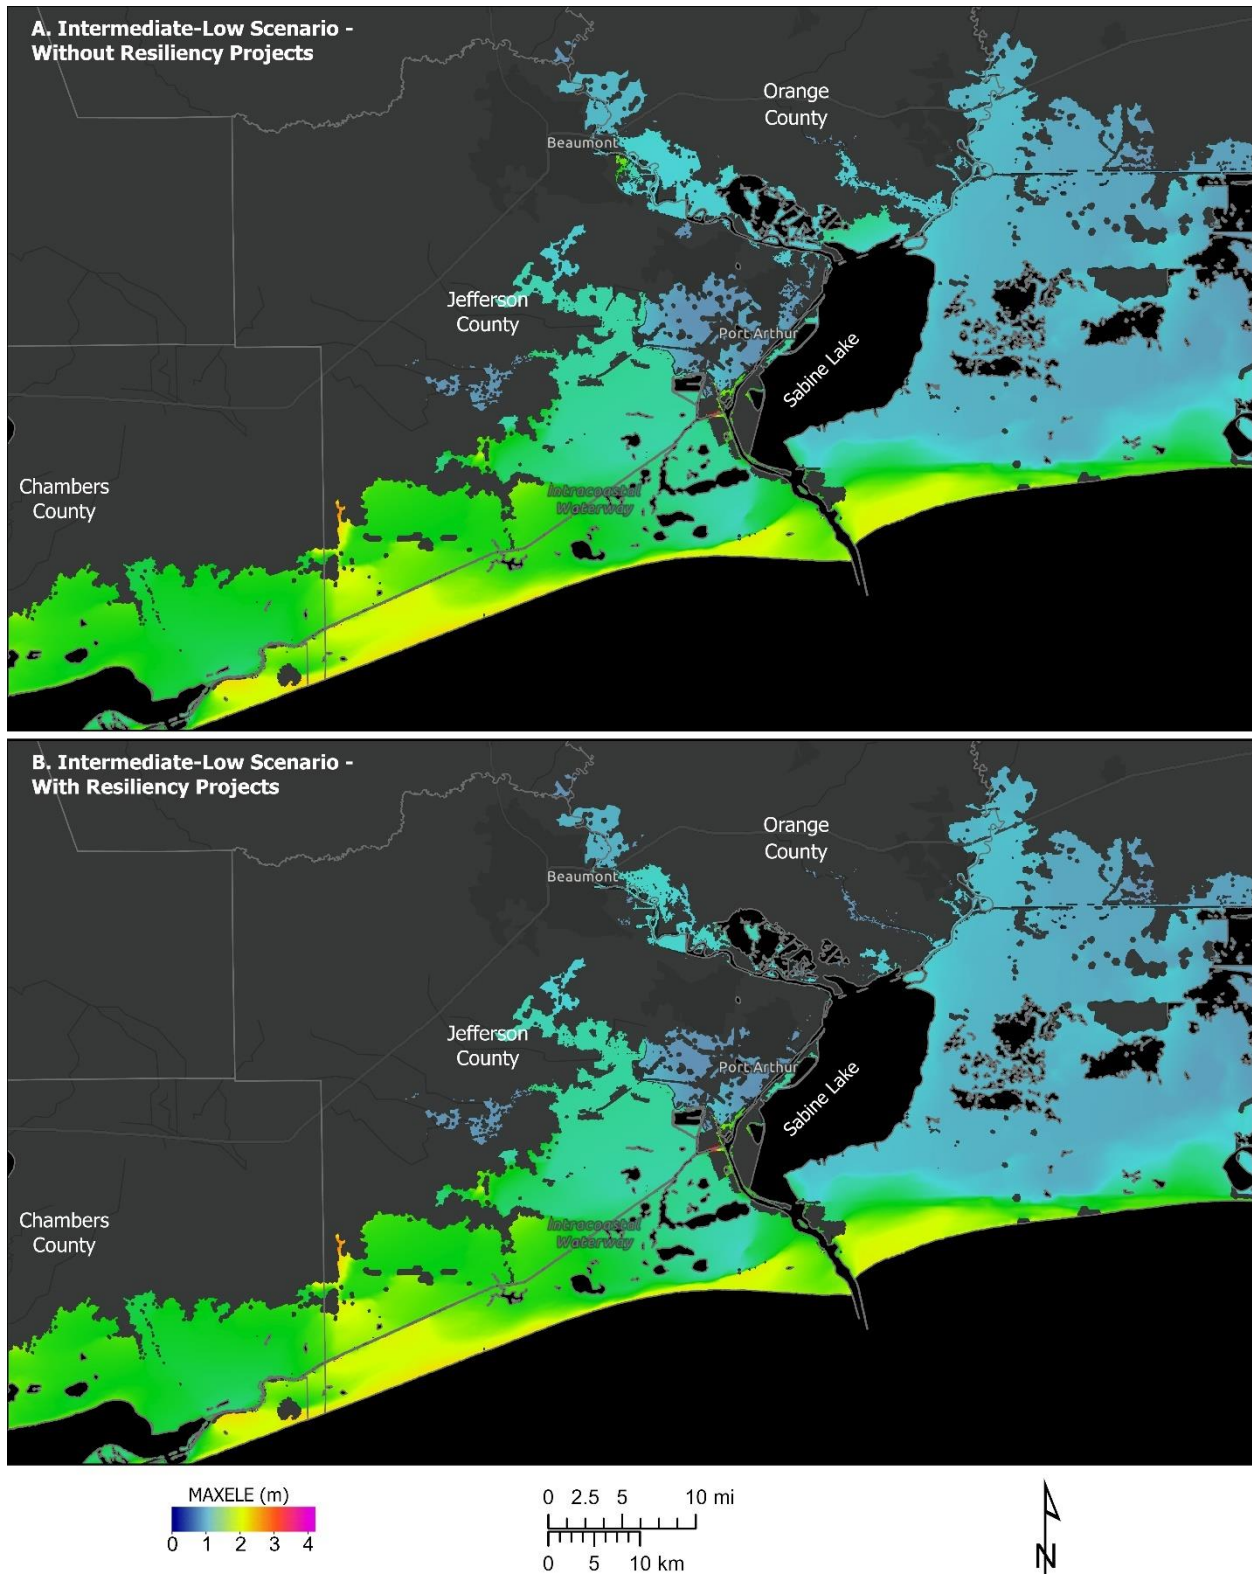 A. Intermediate-Low Scenario -
Without Resiliency Projects
Orange
County
Beaumont
Jefferson
County
Port Arthur
Sabine Lake
Chambers
County
Intracoastal
Waterway
B. Intermediate-Low Scenario -
With Resiliency Projects
Orange
County
Beaumont
Jefferson
County
Port Arthur
Sabine Lake
Chambers
County
Intracoastal
Waterway
MAXELE (m)
0 1 2 3 4
0 2.5 5 10 mi
0 5 10 km
N